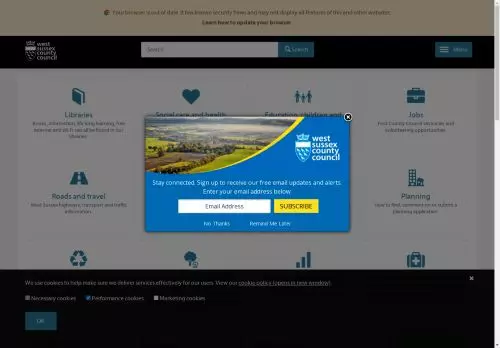 Your browser is out of date. It has known security flaws and may not display all features of this and other websites.
Learn how to update your browser
west
sussex
county
council
Search
Search
Menu
Libraries
Books, information, life-long learning, free
internet and Wi-Fi can all be found in our
libraries
Social care and health
Education, children and
Jobs
Find County Council vacancies and
volunteering opportunities
west
sussex
county
council
Stay connected. Sign up to receive our free email updates and alerts.
Enter your email address below.
Email Address
SUBSCRIBE
No Thanks
Remind Me Later
Roads and travel
West Sussex highways, transport and traffic
information
Planning
How to find, comment on or submit a
planning application
We use cookies to help make sure we deliver services effectively for our users. View our cookie policy (opens in new window).
Necessary cookies
Performance cookies
Marketing cookies
OK